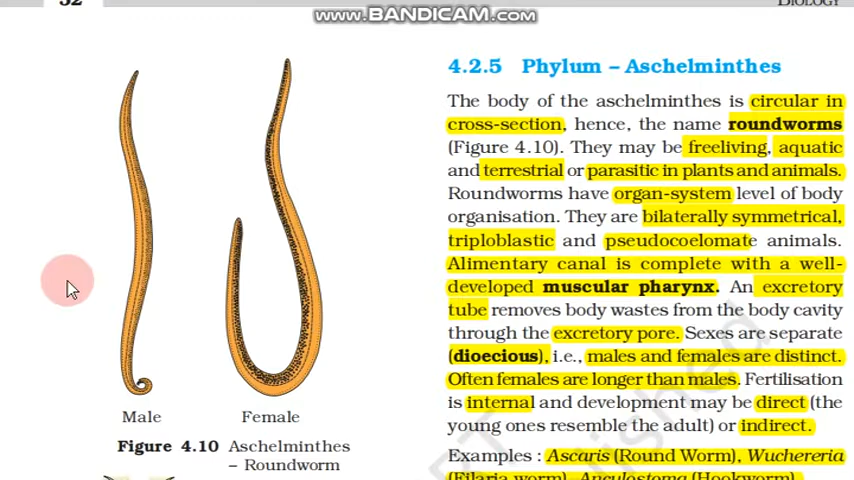 52
BIOLOGY
www.BANDICAM.com
Male
Female
Figure 4.10 Aschelminthes
– Roundworm
4.2.5 Phylum – Aschelminthes
The body of the aschelminthes is circular in
cross-section, hence, the name roundworms
(Figure 4.10). They may be freeliving, aquatic
and terrestrial or parasitic in plants and animals.
Roundworms have organ-system level of body
organisation. They are bilaterally symmetrical,
triploblastic and pseudocoelomate animals.
Alimentary canal is complete with a well-
developed muscular pharynx. An excretory
tube removes body wastes from the body cavity
through the excretory pore. Sexes are separate
(dioecious), i.e., males and females are distinct.
Often females are longer than males. Fertilisation
is internal and development may be direct (the
young ones resemble the adult) or indirect.
Examples : Ascaris (Round Worm), Wuchereria
(Filaria worm), Ancylostoma (Hookworm).